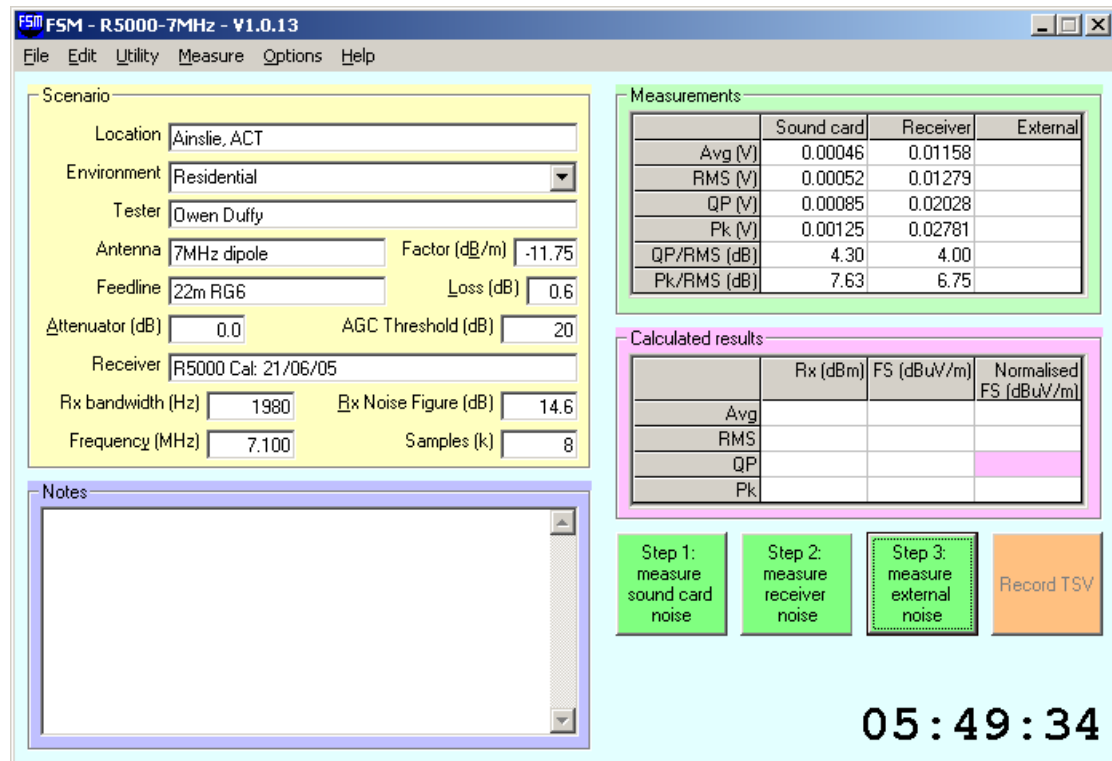 FSM FSM - R5000-7MHz - V1.0.13
File Edit Utility Measure Options Help
Scenario
Location Ainslie, ACT
Environment Residential
Tester Owen Duffy
Antenna 7MHz dipole Factor (dB/m) -11.75
Feedline 22m RG6 Loss (dB) 0.6
Attenuator (dB) 0.0 AGC Threshold (dB) 20
Receiver R5000 Cal: 21/06/05
Rx bandwidth (Hz) 1980 Rx Noise Figure (dB) 14.6
Frequency (MHz) 7.100 Samples (k) 8
Notes
Measurements
Sound card Receiver External
Avg (V) 0.00046 0.01158
RMS (V) 0.00052 0.01279
QP (V) 0.00085 0.02028
Pk (V) 0.00125 0.02781
QP/RMS (dB) 4.30 4.00
Pk/RMS (dB) 7.63 6.75
Calculated results
Rx (dBm) FS (dBuV/m) Normalised
FS (dBuV/m)
Avg
RMS
QP
Pk
Step 1:
measure
sound card
noise
Step 2:
measure
receiver
noise
Step 3:
measure
external
noise
Record TSV
05:49:34